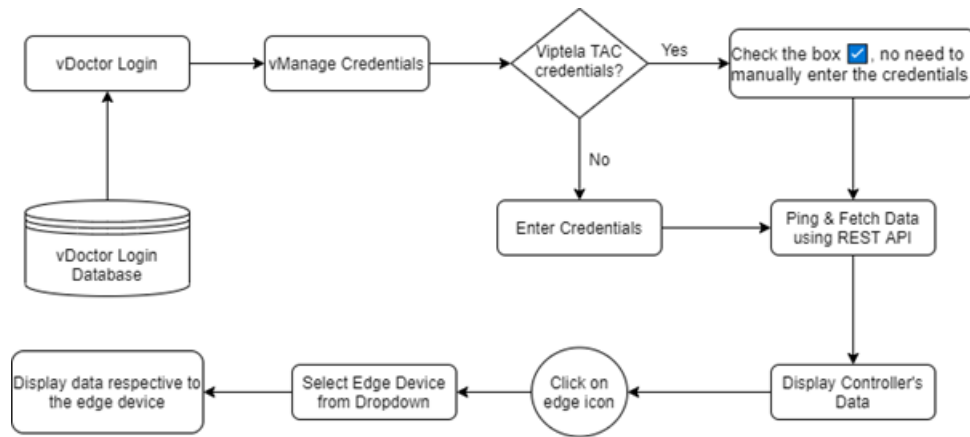 vDoctor Login
vManage Credentials
Viptela TAC
credentials?
Yes
Check the box ☑, no need to
manually enter the credentials
No
vDoctor Login
Database
Enter Credentials
Ping & Fetch Data
using REST API
Display data respective to
the edge device
Select Edge Device
from Dropdown
Click on
edge icon
Display Controller's
Data